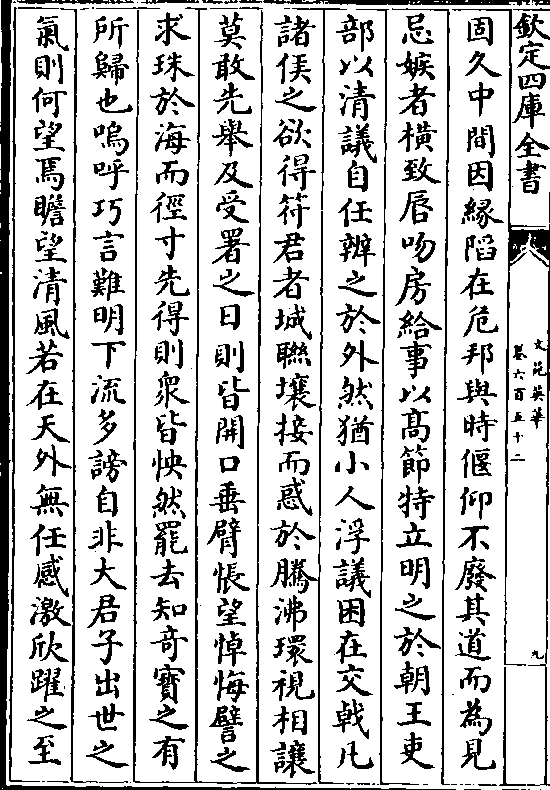 欽定四庫全書
文苑英華
卷六百五十二
九
固久中間因緣䧟在危邦與時偃仰不廢其道而為見
忌嫉者橫致唇吻房給事以高節特立明之於朝王吏
部以清議自任辨之於外然猶小人浮議困在交戟凡
諸侯之欲得符君者城聯壤接而惑於騰沸環視相讓
莫敢先舉及受署之日則皆開口垂臂悵望悼悔譬之
求珠於海而徑寸先得則衆皆怏然罷去知竒寶之有
所歸也嗚呼巧言難明下流多謗自非大君子出世之
氣則何望焉瞻望清風若在天外無任感激欣躍之至